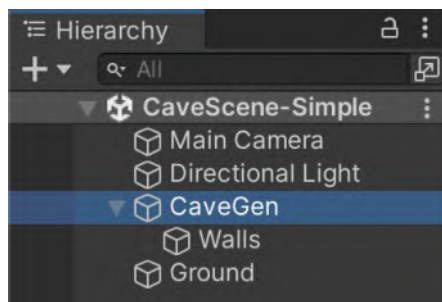 Hierarchy
All
CaveScene-Simple
Main Camera
Directional Light
CaveGen
Walls
Ground